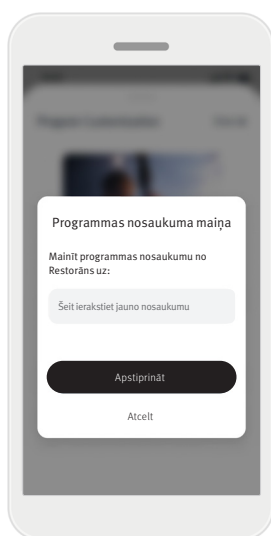 Programmas nosaukuma maiņa
Mainīt programmas nosaukumu no
Restorāns uz:
Šeit ierakstiet jauno nosaukumu
Apstiprināt
Atcelt